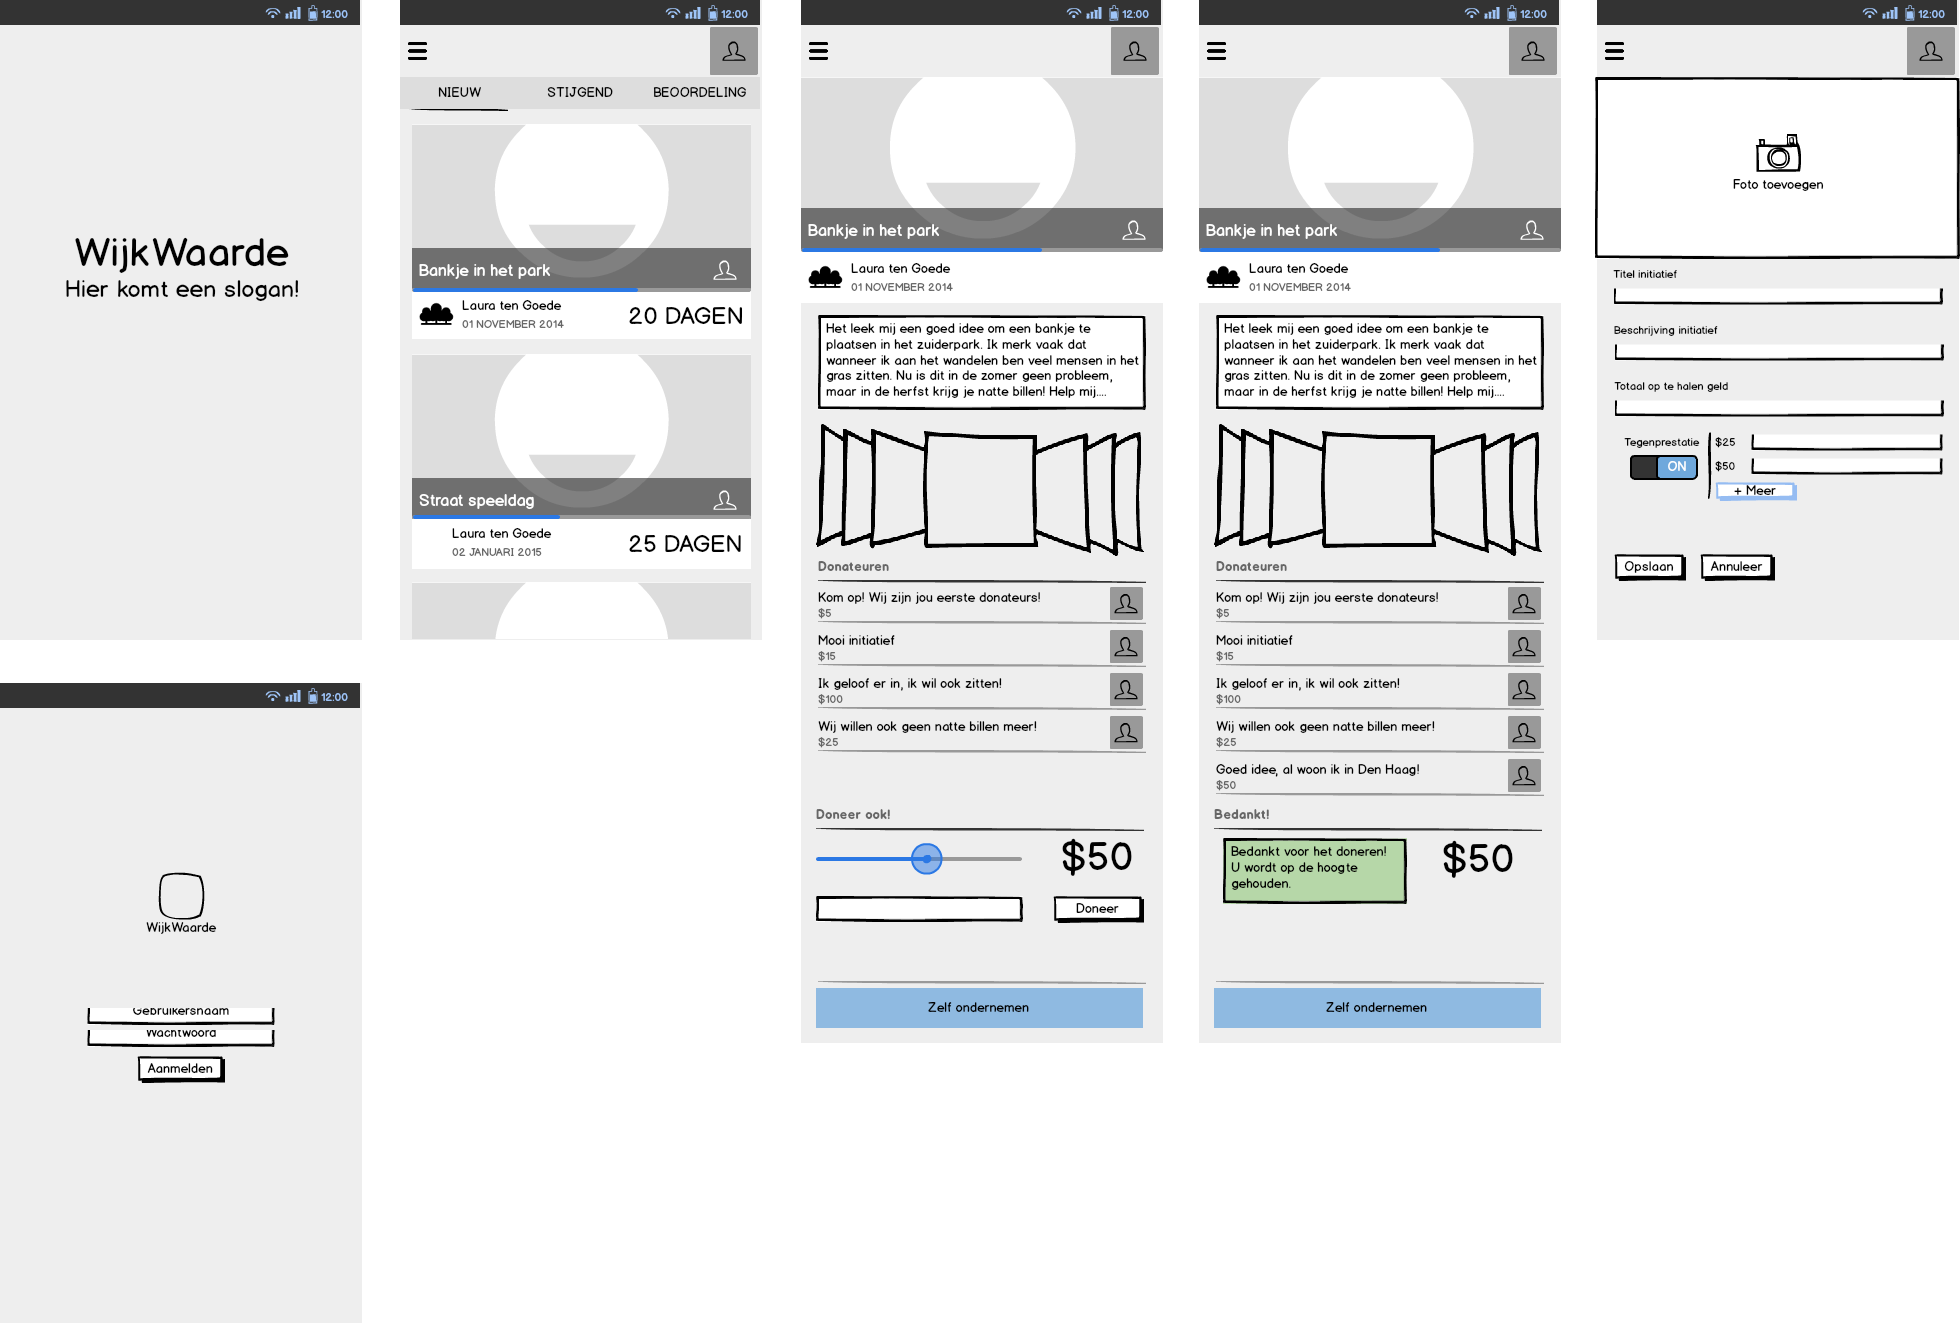 12:00
WijkWaarde
Hier komt een slogan!
12:00
NIEUW STIJGEND BEOORDELING
Bankje in het park
Laura ten Goede
01 NOVEMBER 2014
20 DAGEN
Straat speeldag
Laura ten Goede
02 JANUARI 2015
25 DAGEN
12:00
Bankje in het park
Laura ten Goede
01 NOVEMBER 2014
Het leek mij een goed idee om een bankje te
plaatsen in het zuiderpark. Ik merk vaak dat
wanneer ik aan het wandelen ben veel mensen in het
gras zitten. Nu is dit in de zomer geen probleem,
maar in de herfst krijg je natte billen! Help mij....
Donateuren
Kom op! Wij zijn jou eerste donateurs!
$5
Mooi initiatief
$15
Ik geloof er in, ik wil ook zitten!
$100
Wij willen ook geen natte billen meer!
$25
Doneer ook!
$50
Doneer
Zelf ondernemen
12:00
Bankje in het park
Laura ten Goede
01 NOVEMBER 2014
Het leek mij een goed idee om een bankje te
plaatsen in het zuiderpark. Ik merk vaak dat
wanneer ik aan het wandelen ben veel mensen in het
gras zitten. Nu is dit in de zomer geen probleem,
maar in de herfst krijg je natte billen! Help mij....
Donateuren
Kom op! Wij zijn jou eerste donateurs!
$5
Mooi initiatief
$15
Ik geloof er in, ik wil ook zitten!
$100
Wij willen ook geen natte billen meer!
$25
Goed idee, al woon ik in Den Haag!
$50
Bedankt!
Bedankt voor het doneren!
U wordt op de hoogte
gehouden.
$50
Zelf ondernemen
12:00
Foto toevoegen
Titel initiatief
Beschrijving initiatief
Totaal op te halen geld
Tegenprestatie
ON
$25
$50
+ Meer
Opslaan
Annuleer
12:00
WijkWaarde
Gebruikersnaam
Wachtwoord
Aanmelden